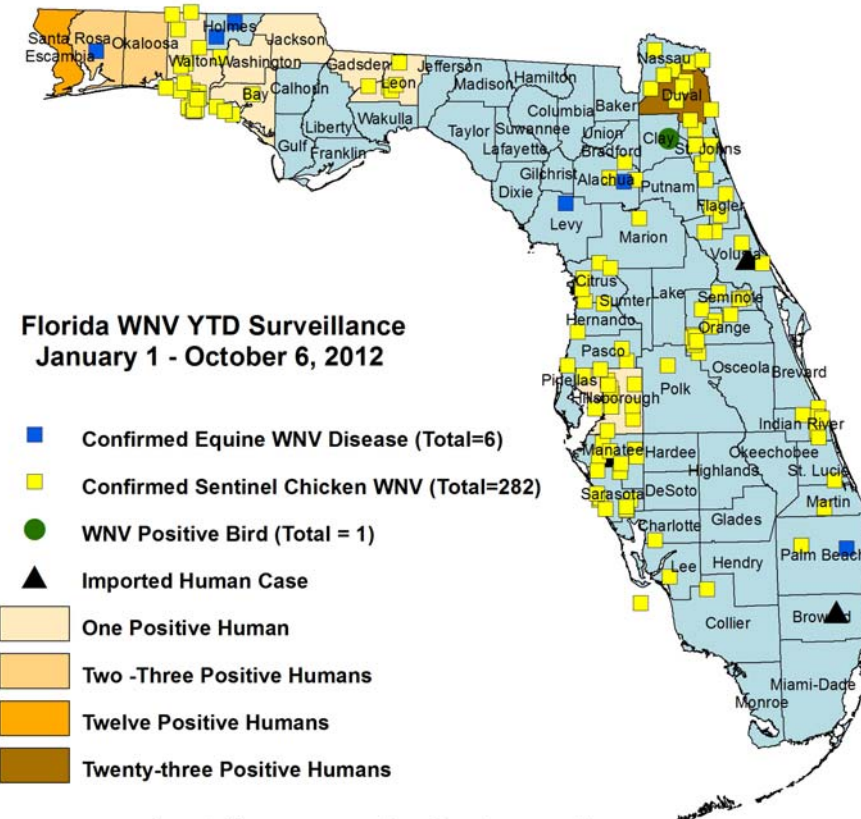 Holmes
Santa Rosa
Escambia
Okaloosa
Walton
Washington
Jackson
Bay
Calhoun
Gulf
Liberty
Franklin
Gadsden
Leon
Wakulla
Jefferson
Madison
Hamilton
Taylor
Suwannee
Lafayette
Columbia
Baker
Union
Bradford
Nassau
Duval
Clay
St. Johns
Gilchrist
Alachua
Putnam
Dixie
Levy
Flagler
Marion
Volusia
Citrus
Sumter
Lake
Seminole
Hernando
Orange
Pasco
Osceola
Brevard
Pinellas
Hillsborough
Polk
Indian River
Manatee
Hardee
Okeechobee
Highlands
St. Lucie
Sarasota
DeSoto
Martin
Charlotte
Glades
Lee
Hendry
Palm Beach
Collier
Broward
Miami-Dade
Monroe
Florida WNV YTD Surveillance
January 1 - October 6, 2012
Confirmed Equine WNV Disease (Total=6)
Confirmed Sentinel Chicken WNV (Total=282)
WNV Positive Bird (Total = 1)
Imported Human Case
One Positive Human
Two -Three Positive Humans
Twelve Positive Humans
Twenty-three Positive Humans